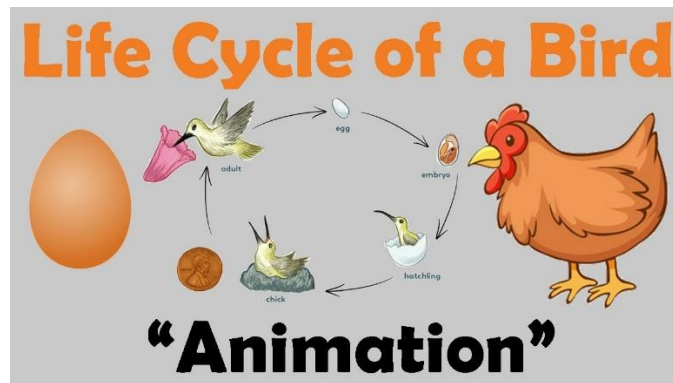 Life Cycle of a Bird
egg
adult
embryo
hatchling
chick
“Animation”